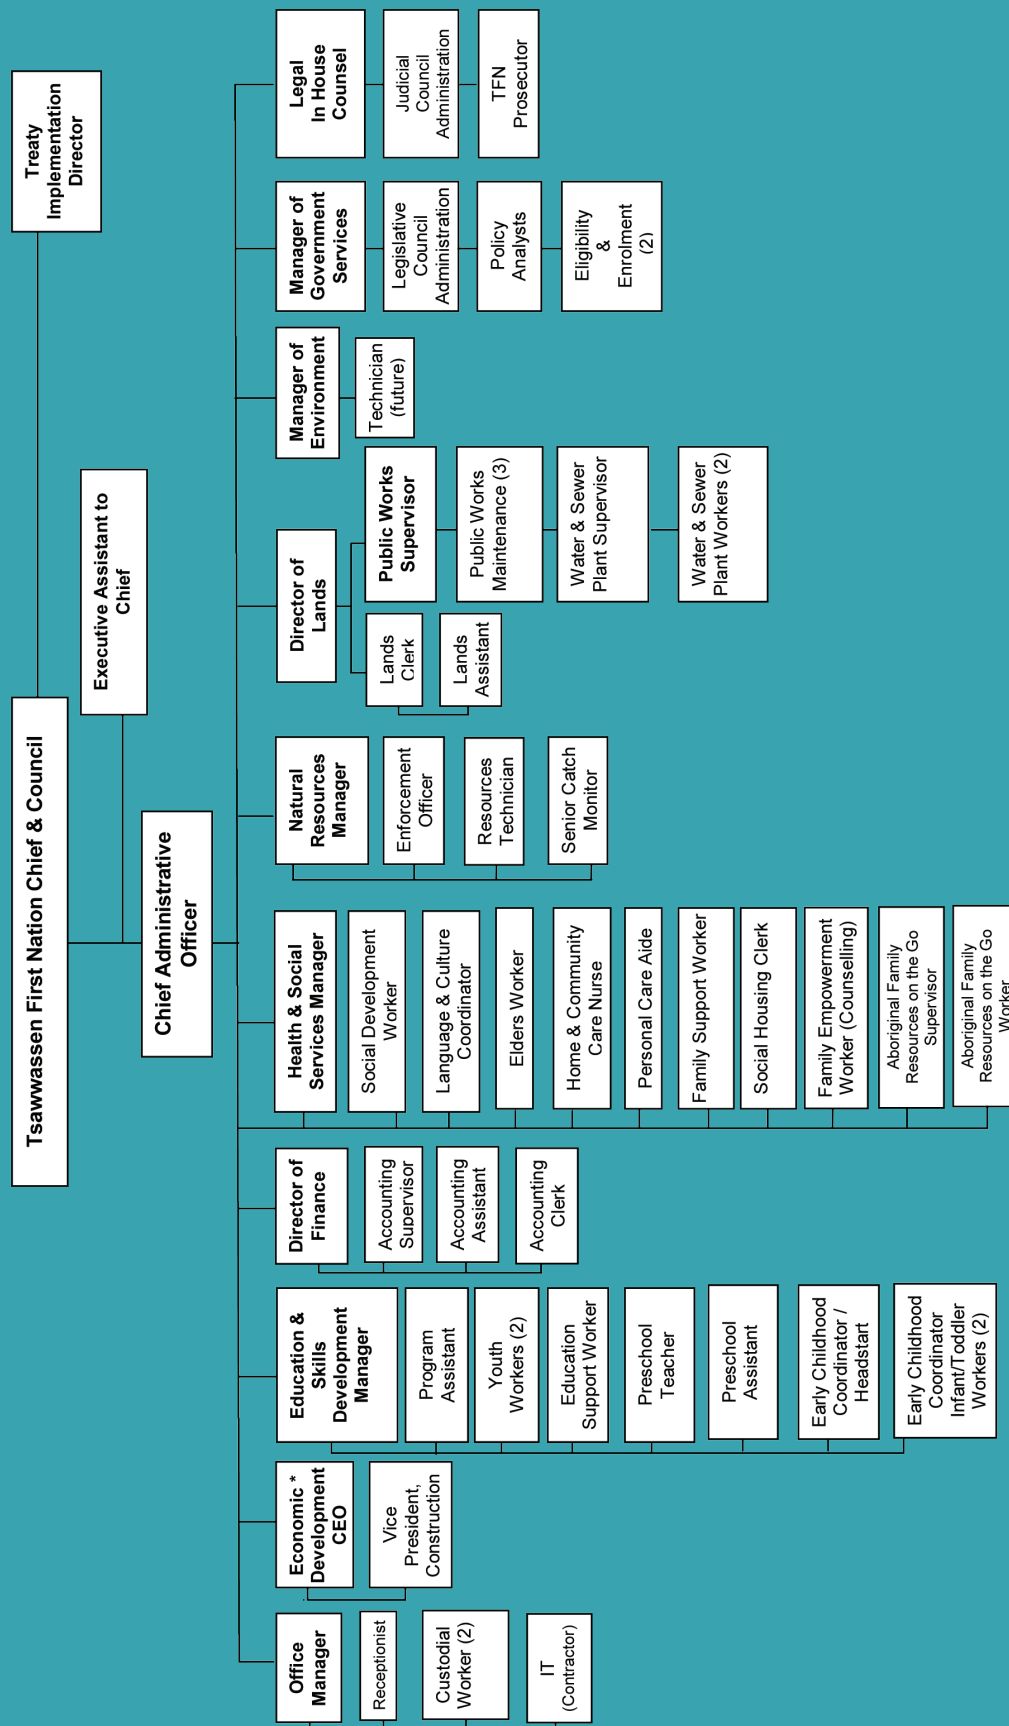 Tsawwassen First Nation Chief & Council
Treaty
Implementation
Director
Executive Assistant to
Chief
Chief Administrative
Officer
Office
Manager
Receptionist
Custodial
Worker (2)
IT
(Contractor)
Economic *
Development
CEO
Vice
President,
Construction
Education &
Skills
Development
Manager
Program
Assistant
Youth
Workers (2)
Education
Support Worker
Preschool
Teacher
Preschool
Assistant
Early Childhood
Coordinator /
Headstart
Early Childhood
Coordinator
Infant/Toddler
Workers (2)
Director of
Finance
Accounting
Supervisor
Accounting
Assistant
Accounting
Clerk
Health & Social
Services Manager
Social Development
Worker
Language & Culture
Coordinator
Elders Worker
Home & Community
Care Nurse
Personal Care Aide
Family Support Worker
Social Housing Clerk
Family Empowerment
Worker (Counselling)
Aboriginal Family
Resources on the Go
Supervisor
Aboriginal Family
Resources on the Go
Worker
Natural
Resources
Manager
Enforcement
Officer
Resources
Technician
Senior Catch
Monitor
Director of
Lands
Lands
Clerk
Lands
Assistant
Public Works
Supervisor
Public Works
Maintenance (3)
Water & Sewer
Plant Supervisor
Water & Sewer
Plant Workers (2)
Manager of
Environment
Technician
(future)
Manager of
Government
Services
Legislative
Council
Administration
Policy
Analysts
Eligibility
&
Enrolment
(2)
Legal
In House
Counsel
Judicial
Council
Administration
TFN
Prosecutor